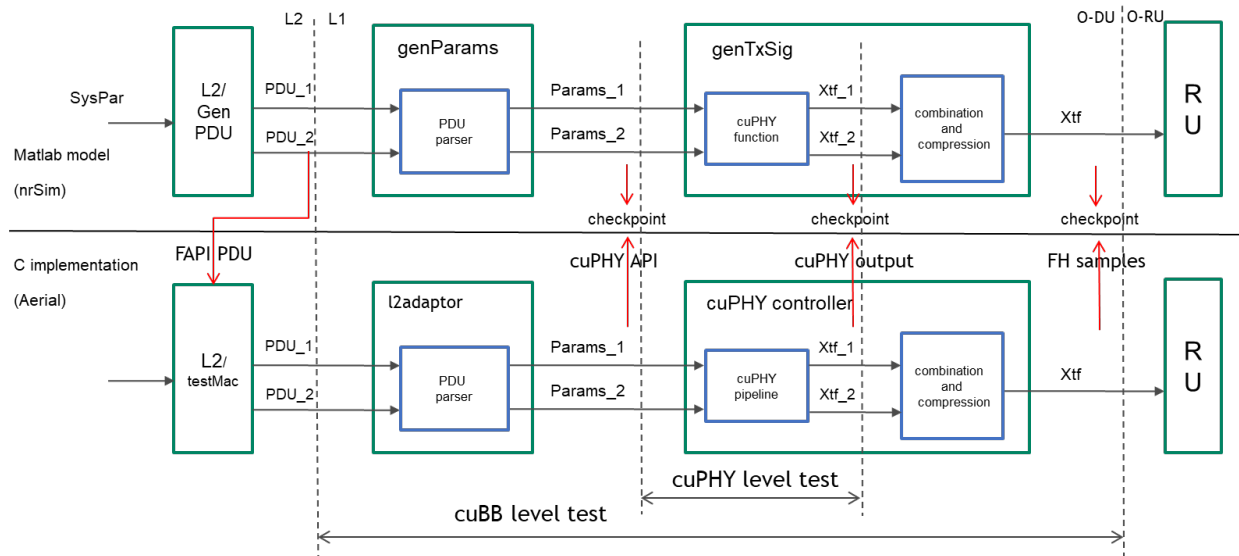 L2 L1
O-DU O-RU
genParams
genTxSig
SysPar
L2/
Gen
PDU
PDU_1
PDU_2
PDU
parser
Params_1
Params_2
cuPHY
function
Xtf_1
Xtf_2
combination
and
compression
Xtf
R
U
Matlab model
(nrSim)
checkpoint
checkpoint
checkpoint
FAPI PDU
cuPHY API
cuPHY output
FH samples
C implementation
(Aerial)
l2adaptor
cuPHY controller
L2/
testMac
PDU_1
PDU_2
PDU
parser
Params_1
Params_2
cuPHY
pipeline
Xtf_1
Xtf_2
combination
and
compression
Xtf
R
U
cuPHY level test
cuBB level test